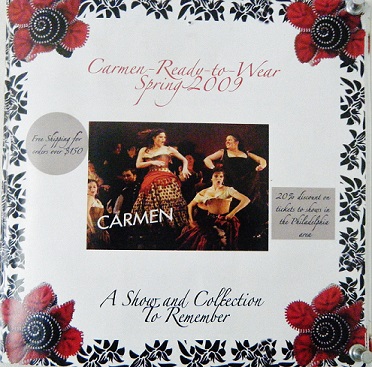 Carmen-Ready-to-Wear
Spring 2009
Free Shipping for
orders over $150
CARMEN
20% discount on
tickets to shows in
the Philadelphia
area
A Show and Collection
To Remember